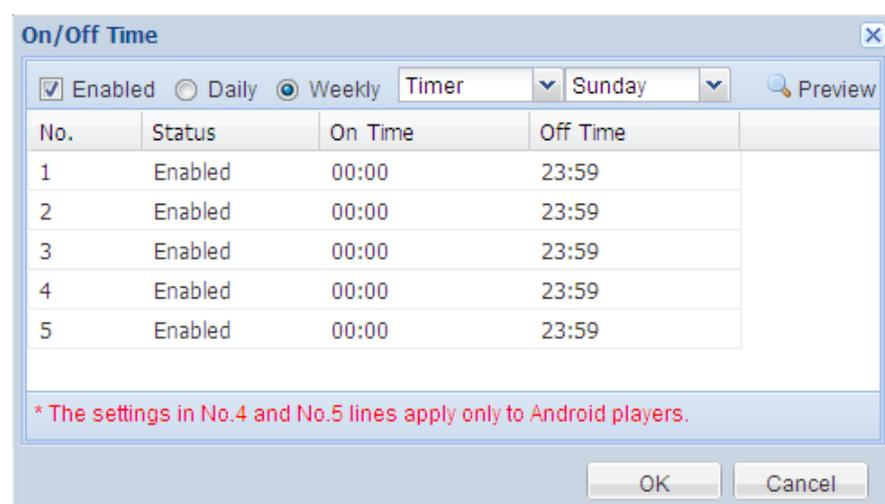 On/Off Time
Enabled Daily Weekly Timer Sunday Preview
No. Status On Time Off Time
1 Enabled 00:00 23:59
2 Enabled 00:00 23:59
3 Enabled 00:00 23:59
4 Enabled 00:00 23:59
5 Enabled 00:00 23:59
* The settings in No.4 and No.5 lines apply only to Android players.
OK Cancel